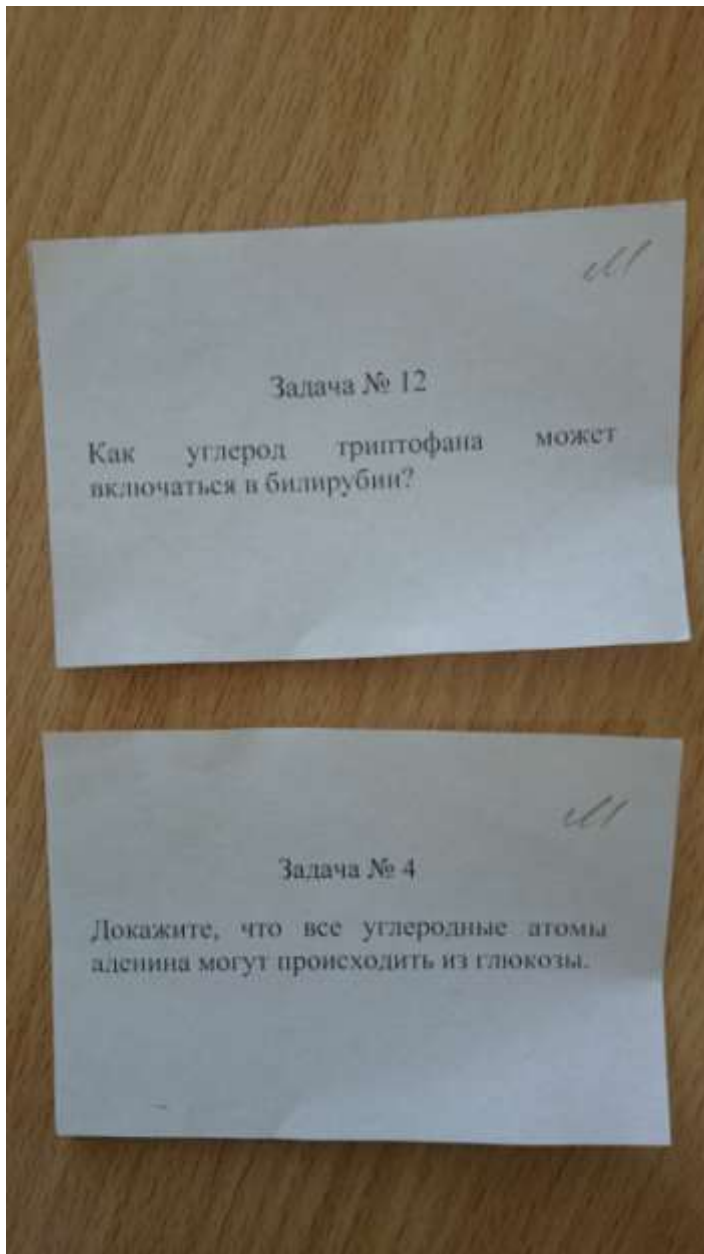 Задача № 12
Как углерод триптофана может
включаться в билирубин?
Задача № 4
Докажите, что все углеродные атомы
аденина могут происходить из глюкозы.